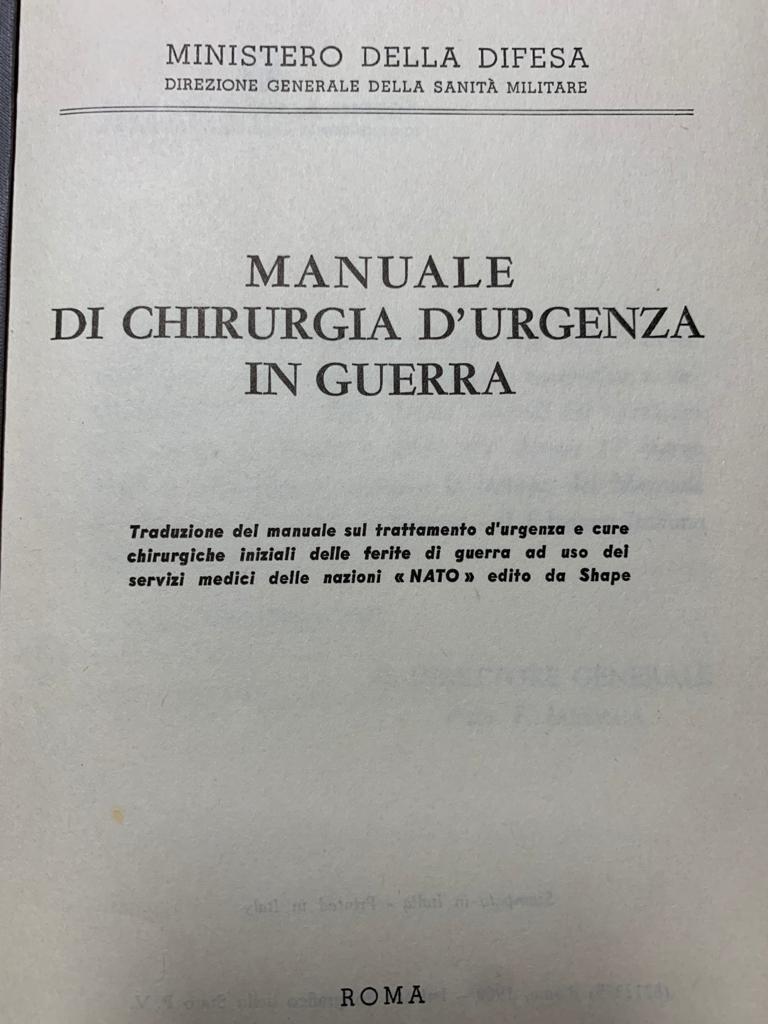 MINISTERO DELLA DIFESA
DIREZIONE GENERALE DELLA SANITÀ MILITARE
MANUALE
DI CHIRURGIA D'URGENZA
IN GUERRA
Traduzione del manuale sul trattamento d'urgenza e cure
chirurgiche iniziali delle ferite di guerra ad uso dei
servizi medici delle nazioni « NATO » edito da Shape
ROMA